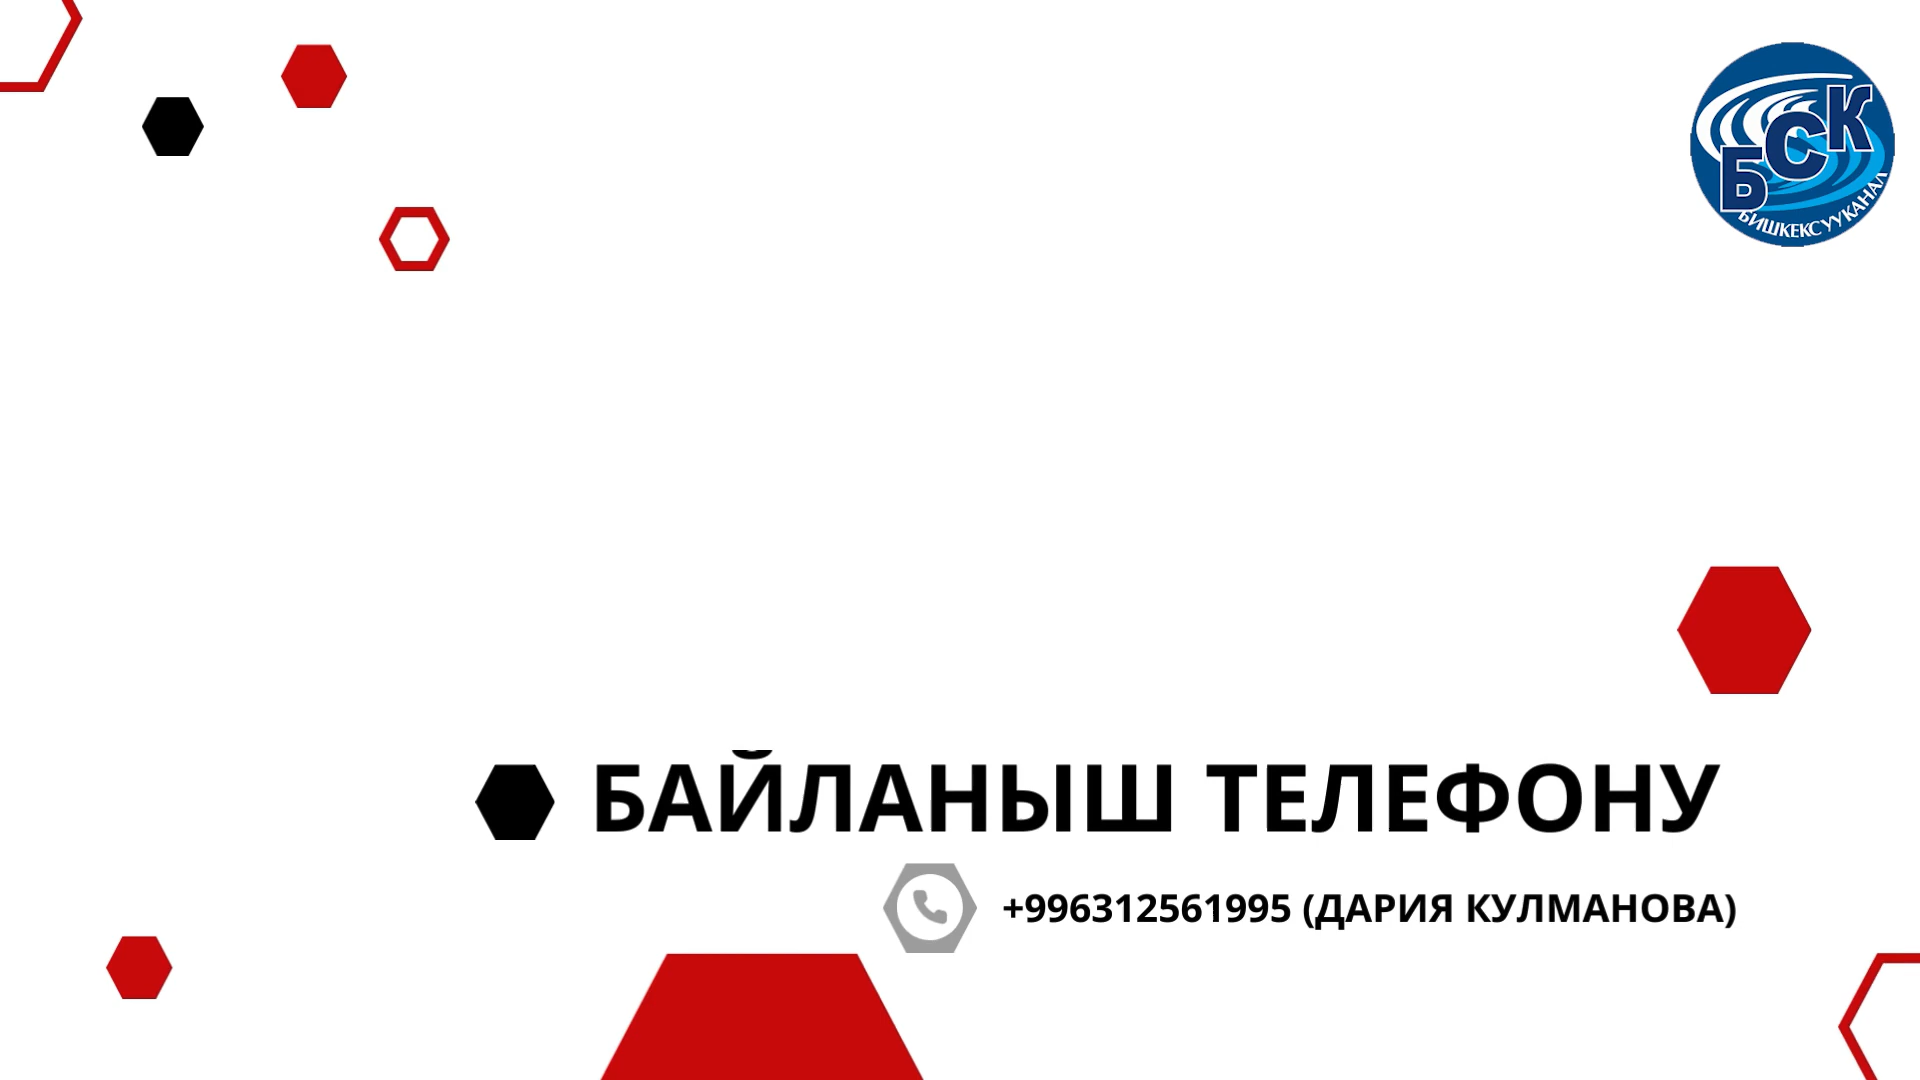 БСК
БИШКЕКСУУКАНАЛ
БАЙЛАНЫШ ТЕЛЕФОНУ
+996312561995 (ДАРИЯ КУЛМАНОВА)